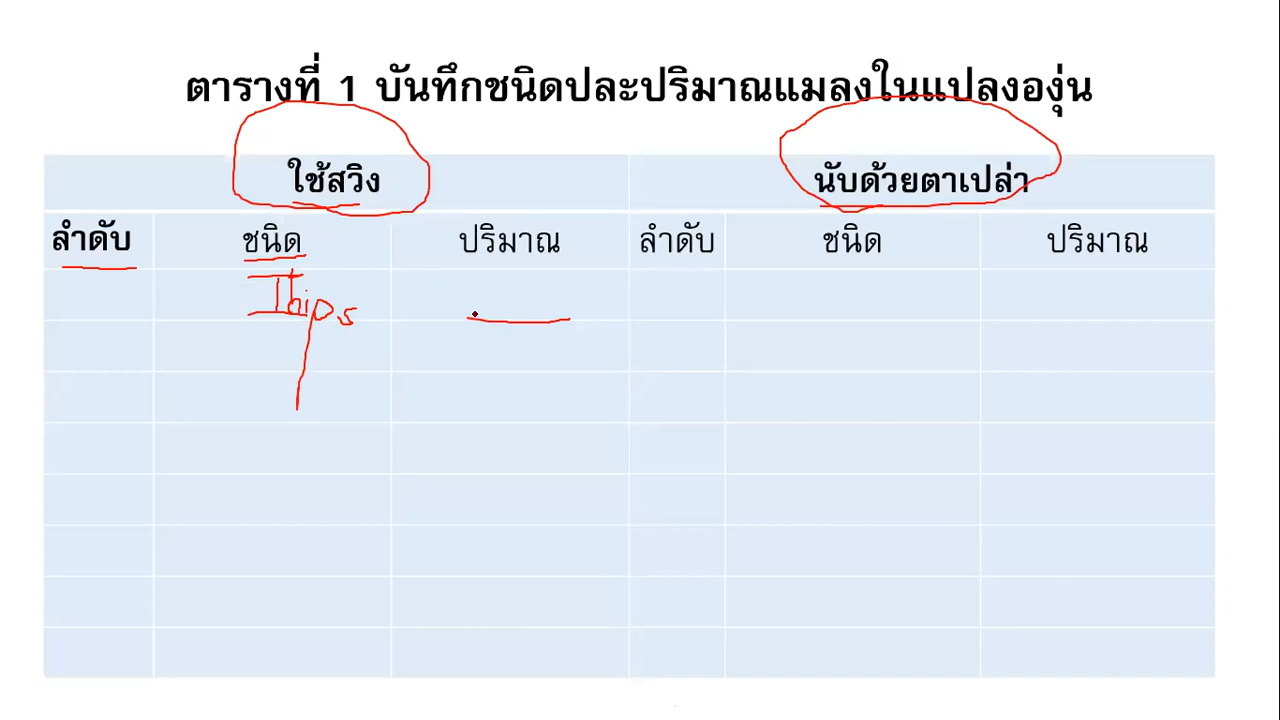 ตารางที่ 1 บันทึกชนิดปละปริมาณแมลงในแปลงองุ่น
ใช้สวิง นับด้วยตาเปล่า
ลำดับ ชนิด ปริมาณ ลำดับ ชนิด ปริมาณ
Thips